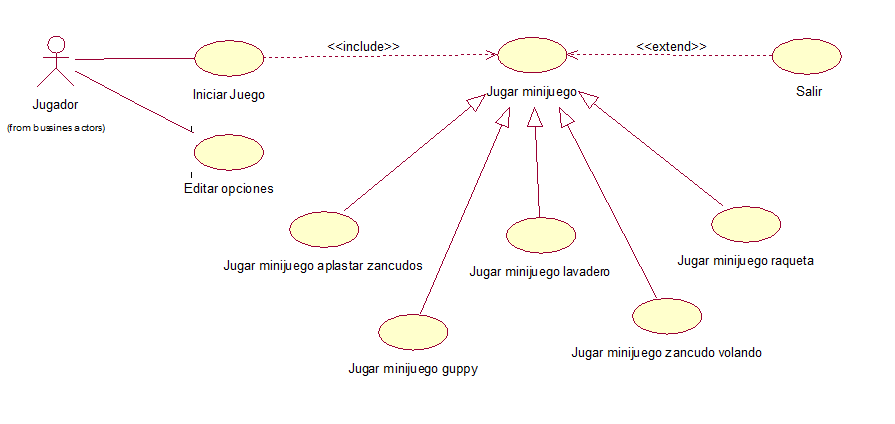 <<include>>
<<extend>>
Iniciar Juego
Jugar minijuego
Salir
Jugador
(from bussines actors)
Editar opciones
Jugar minijuego aplastar zancudos
Jugar minijuego lavadero
Jugar minijuego raqueta
Jugar minijuego guppy
Jugar minijuego zancudo volando